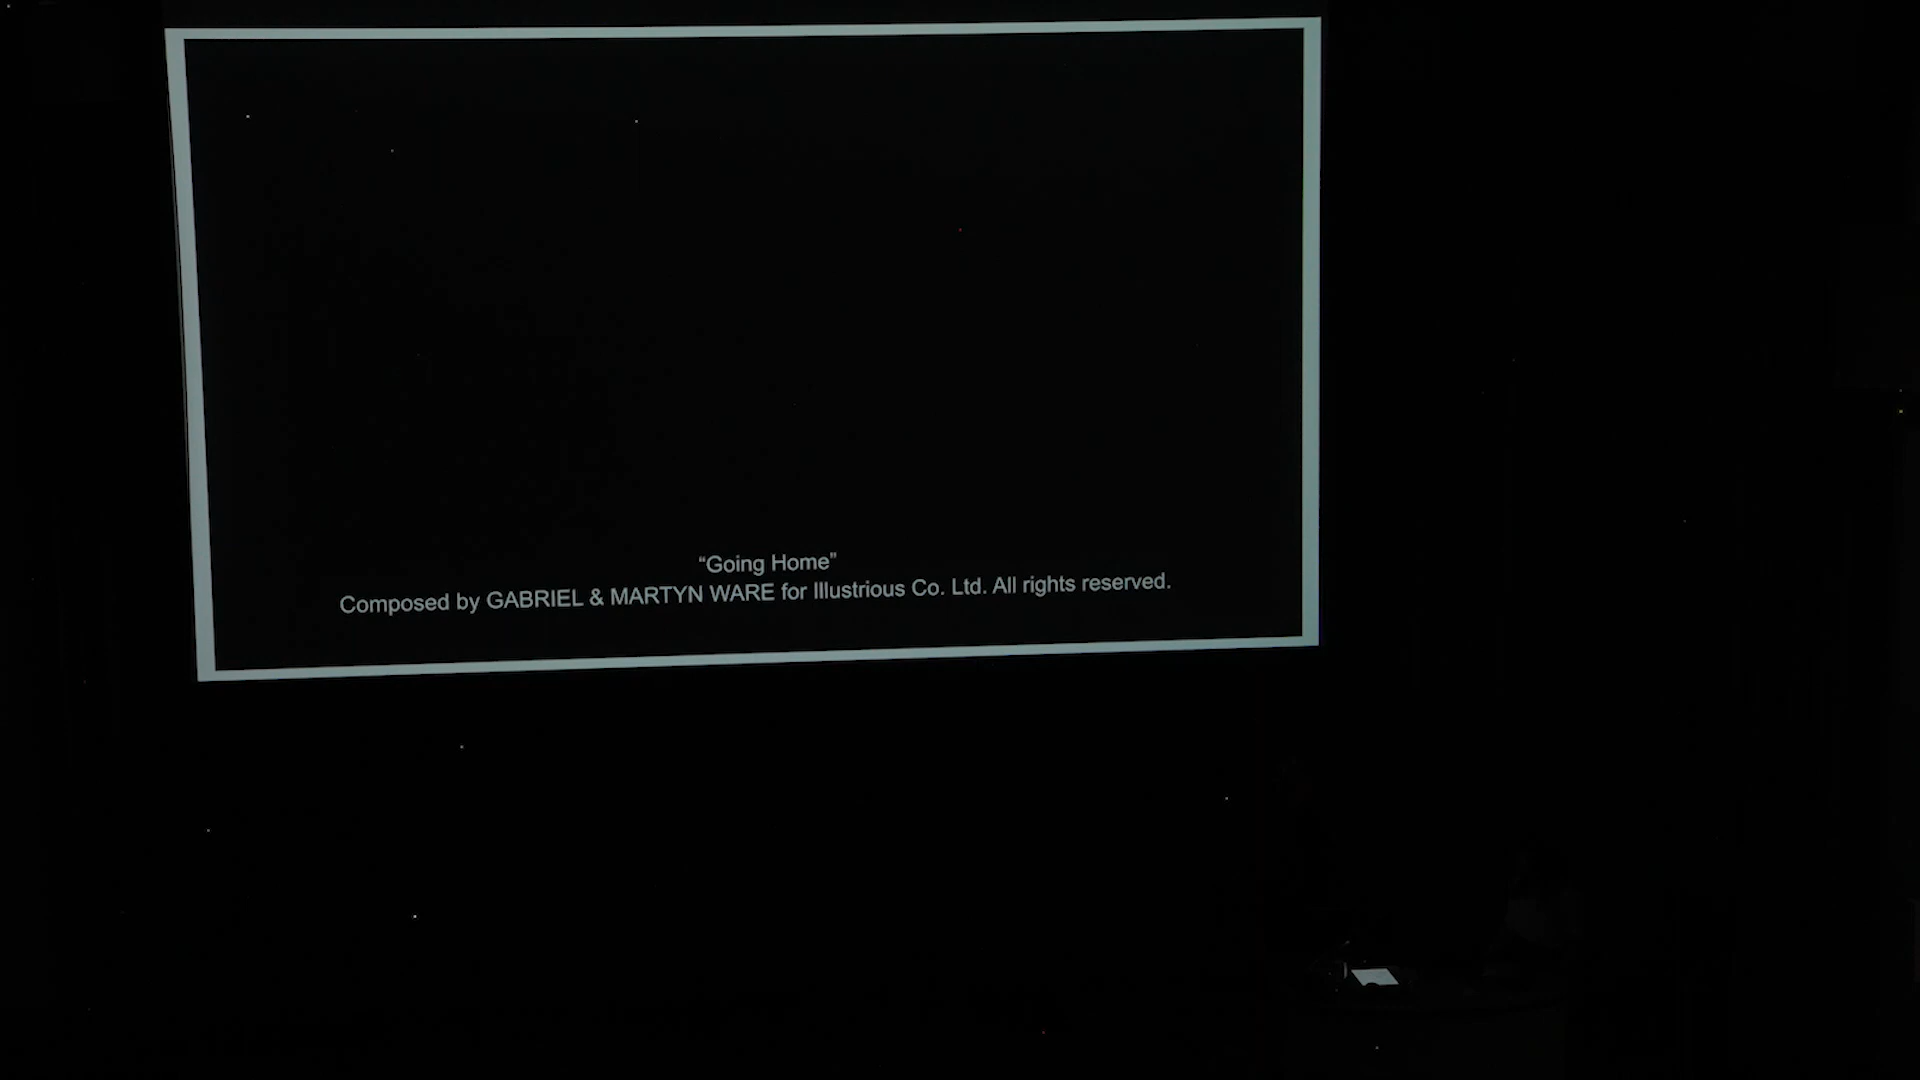 “Going Home”
Composed by GABRIEL & MARTYN WARE for Illustrious Co. Ltd. All rights reserved.